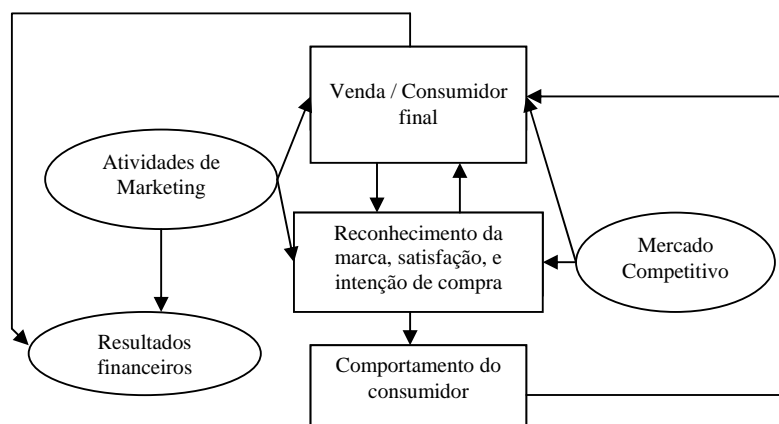 Venda / Consumidor
final
Atividades de
Marketing
Reconhecimento da
marca, satisfação, e
intenção de compra
Mercado
Competitivo
Resultados
financeiros
Comportamento do
consumidor